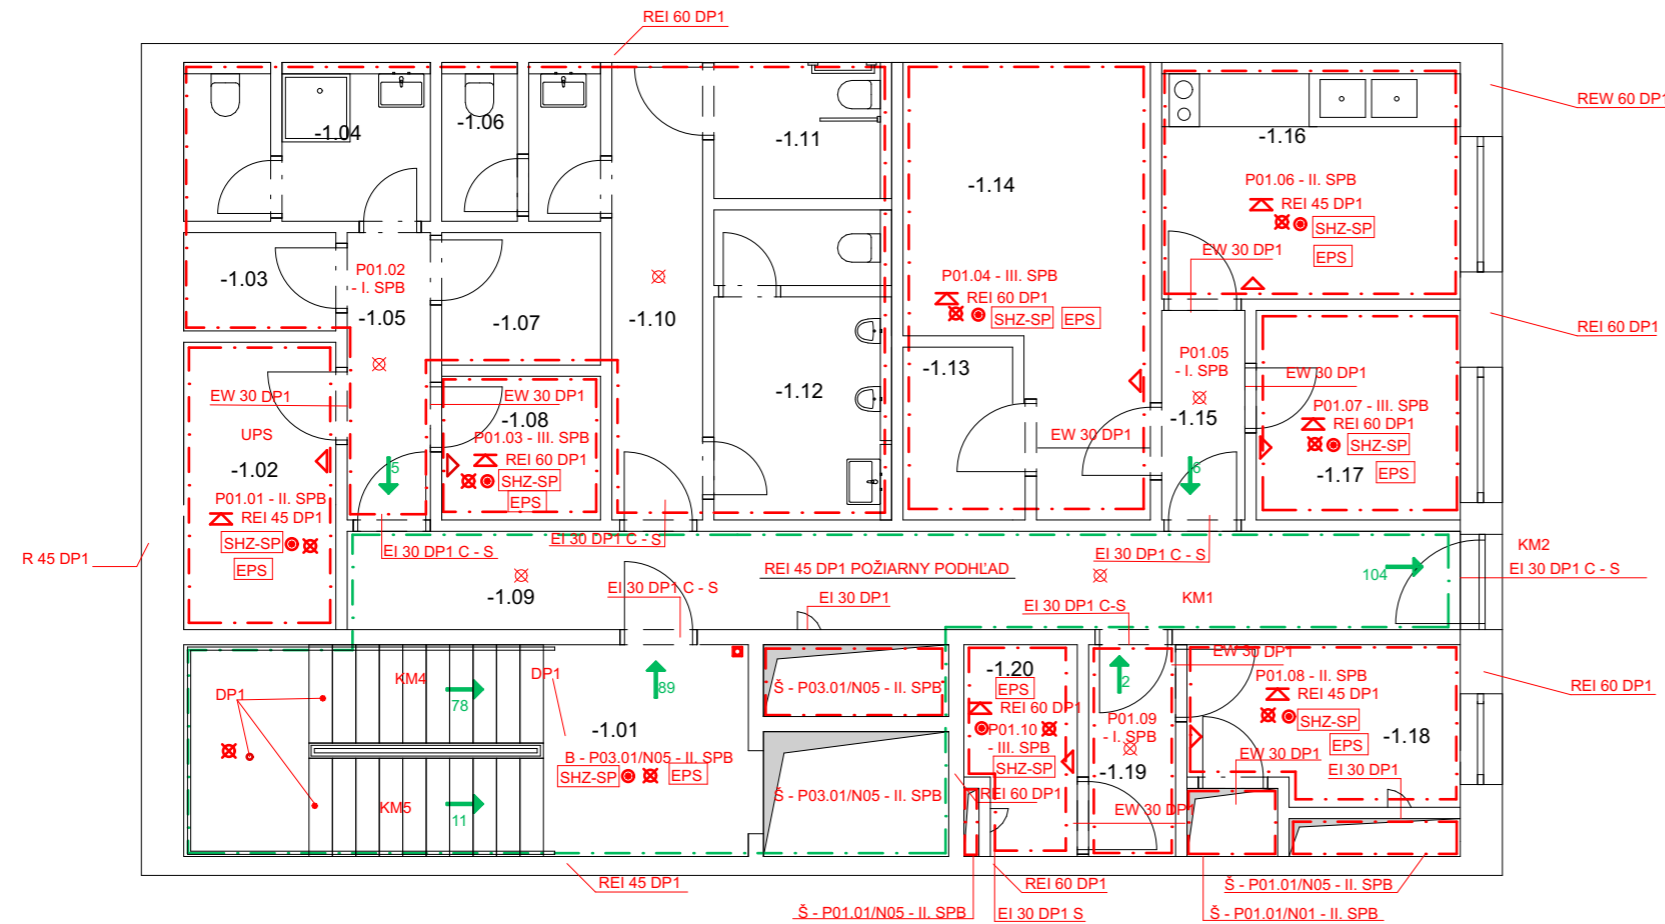 REI 60 DP1
REW 60 DP1
-1.04
-1.06
-1.11
-1.16
-1.14
P01.06 - II. SPB
REI 45 DP1
SHZ-SP
EPS
EW 30 DP1
-1.03
P01.02
- I. SPB
-1.05
-1.07
-1.10
P01.04 - III. SPB
REI 60 DP1
SHZ-SP
EPS
REI 60 DP1
-1.13
P01.05
- I. SPB
-1.15
EW 30 DP1
-1.12
EW 30 DP1
EW 30 DP1
UPS
-1.08
P01.03 - III. SPB
REI 60 DP1
SHZ-SP
EPS
EW 30 DP1
P01.07 - III. SPB
REI 60 DP1
SHZ-SP
-1.17
EPS
-1.02
5
6
P01.01 - II. SPB
REI 45 DP1
SHZ-SP
EPS
R 45 DP1
EI 30 DP1 C - S
EI 30 DP1 C - S
EI 30 DP1 C - S
KM2
EI 30 DP1 C - S
REI 45 DP1 POŽIARNY PODHĽAD
104
-1.09
EI 30 DP1 C - S
EI 30 DP1
EI 30 DP1 C-S
KM1
DP1
KM4
78
DP1
89
-1.01
B - P03.01/N05 - II. SPB
SHZ-SP
EPS
KM5
11
Š - P03.01/N05 - II. SPB
Š - P03.01/N05 - II. SPB
-1.20
EPS
REI 60 DP1
P01.10
- III. SPB
SHZ-SP
REI 60 DP1
2
P01.09
- I. SPB
-1.19
EW 30 DP1
EW 30 DP1
P01.08 - II. SPB
REI 45 DP1
SHZ-SP
EPS
-1.18
EW 30 DP1
EI 30 DP1
REI 60 DP1
REI 45 DP1
REI 60 DP1
Š - P01.01/N05 - II. SPB
Š - P01.01/N05 - II. SPB
EI 30 DP1 S
Š - P01.01/N01 - II. SPB